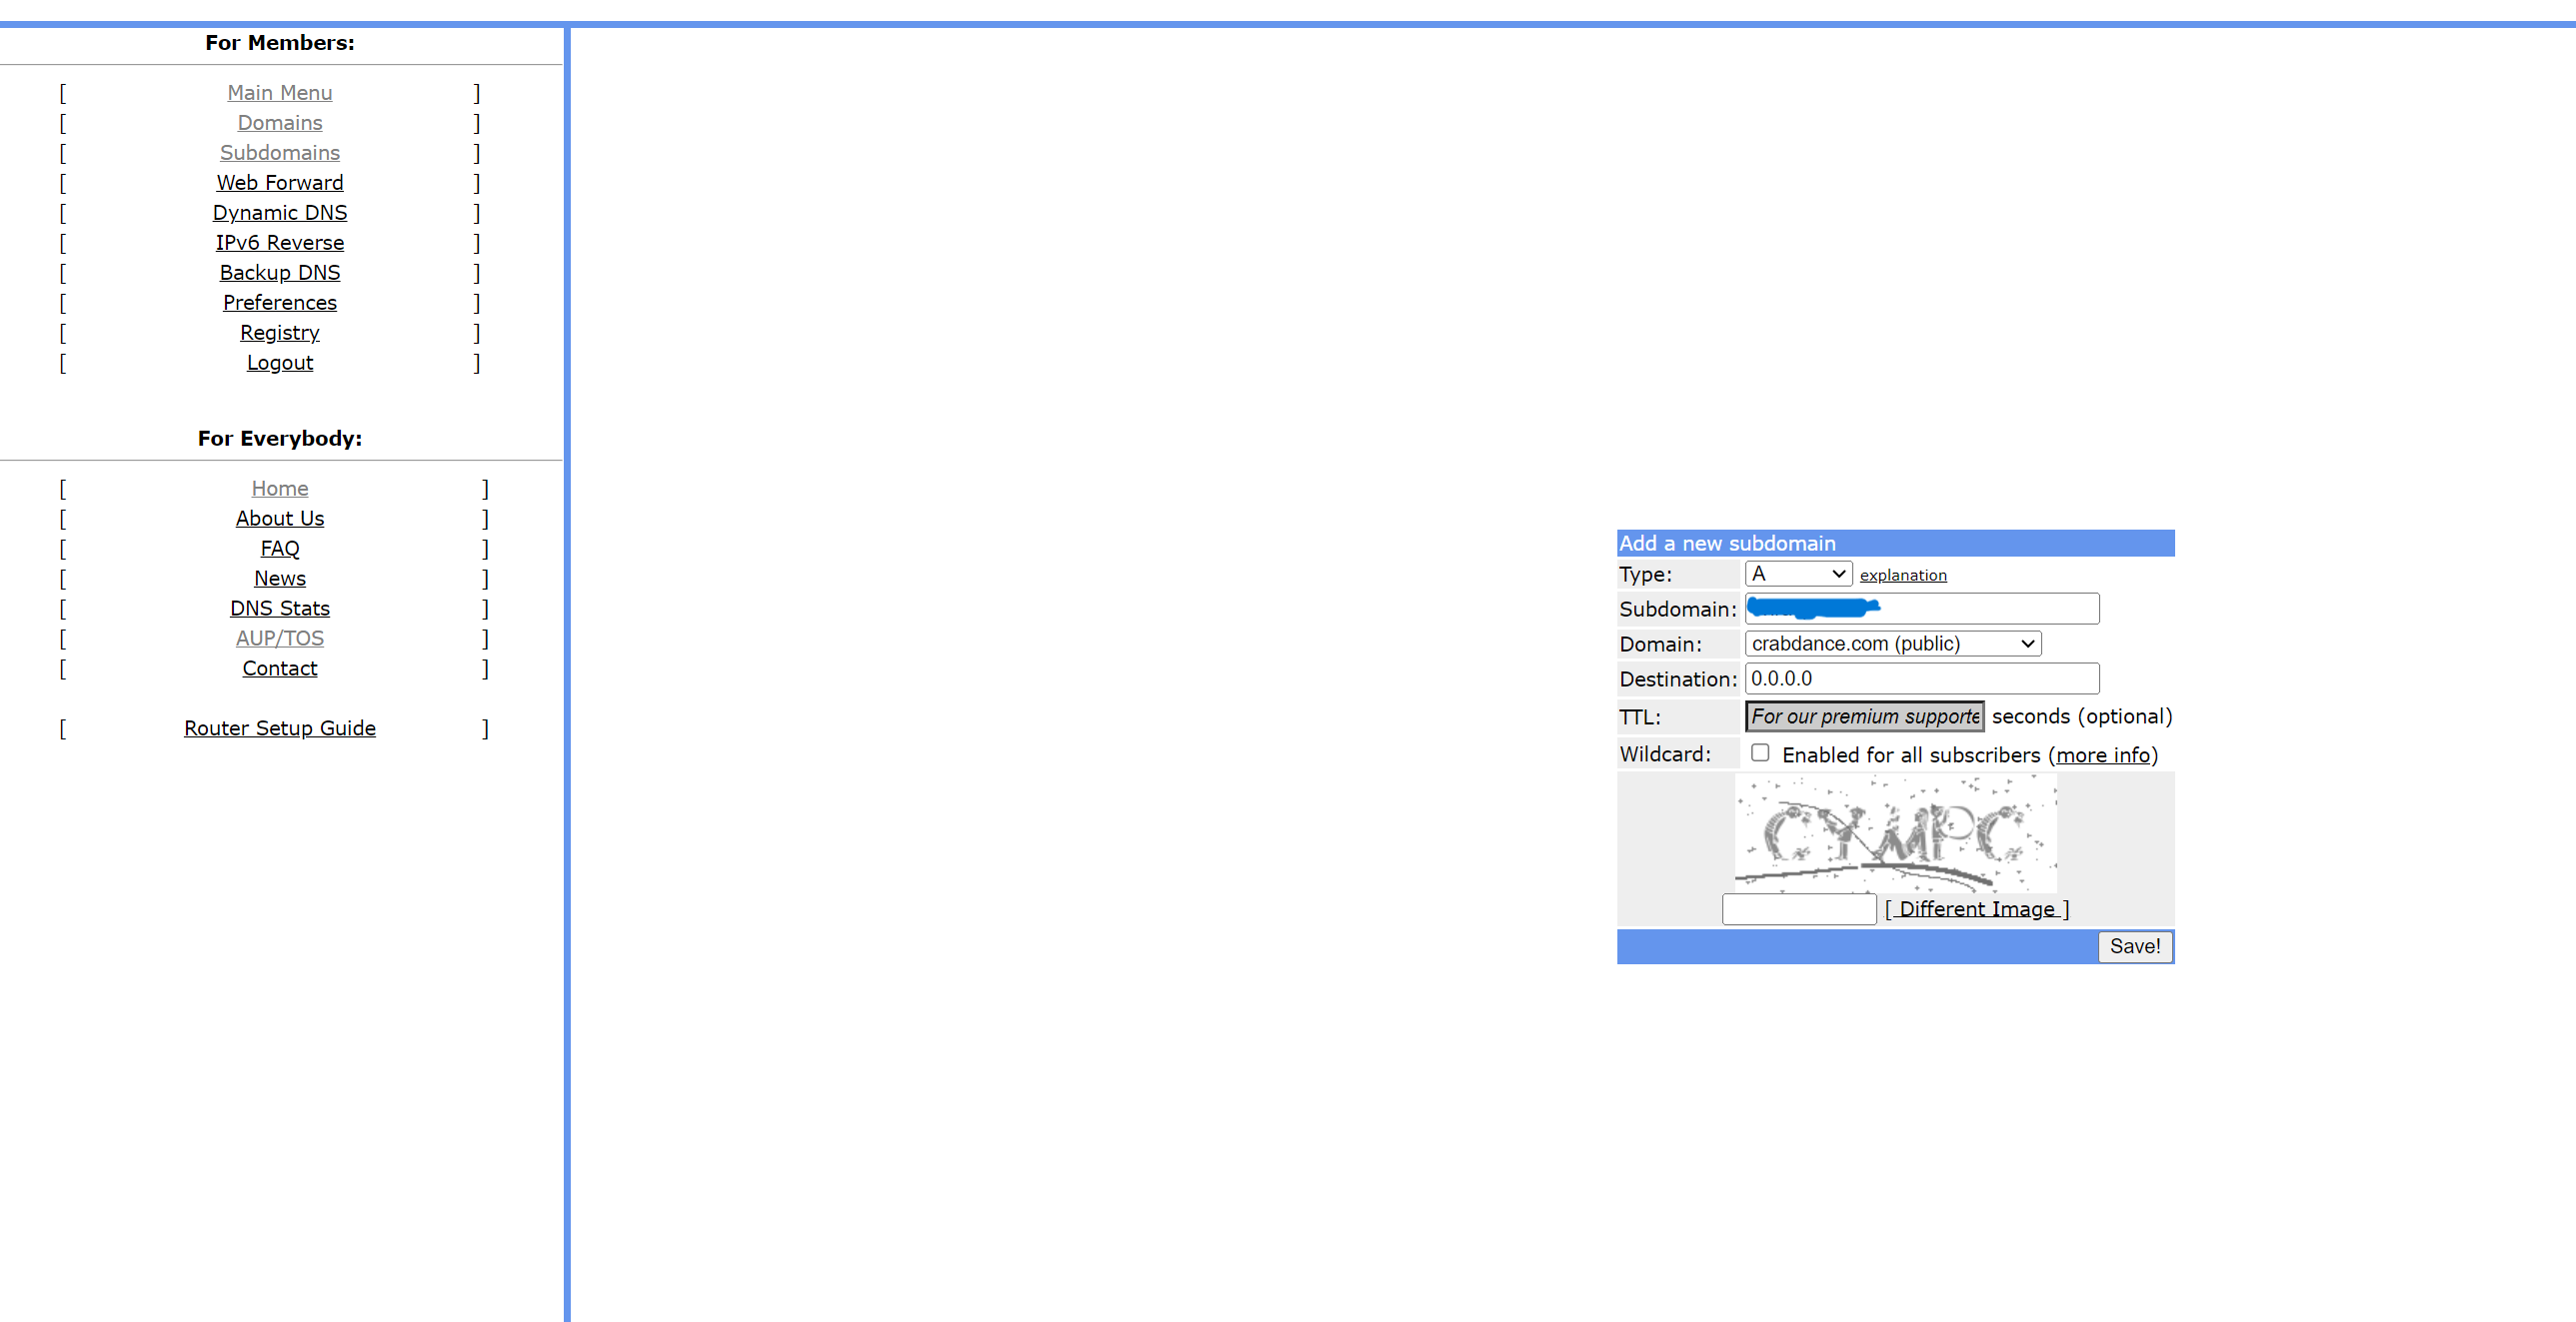 For Members:
[ Main Menu ]
[ Domains ]
[ Subdomains ]
[ Web Forward ]
[ Dynamic DNS ]
[ IPv6 Reverse ]
[ Backup DNS ]
[ Preferences ]
[ Registry ]
[ Logout ]
For Everybody:
[ Home ]
[ About Us ]
[ FAQ ]
[ News ]
[ DNS Stats ]
[ AUP/TOS ]
[ Contact ]
[ Router Setup Guide ]
Add a new subdomain
Type: A explanation
Subdomain:
Domain: crabdance.com (public)
Destination: 0.0.0.0
TTL: For our premium supporte seconds (optional)
Wildcard: Enabled for all subscribers (more info)
[ Different Image ]
Save!